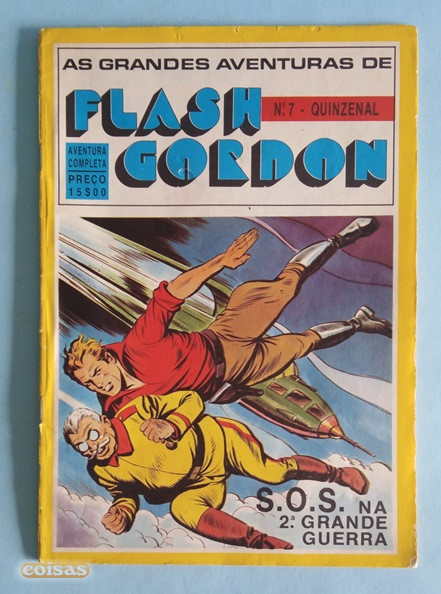 AS GRANDES AVENTURAS DE
FLASH
Nº 7 - QUINZENAL
GORDON
AVENTURA
COMPLETA
PREÇO
15$00
S.O.S. NA
2ª GRANDE
GUERRA
coisas